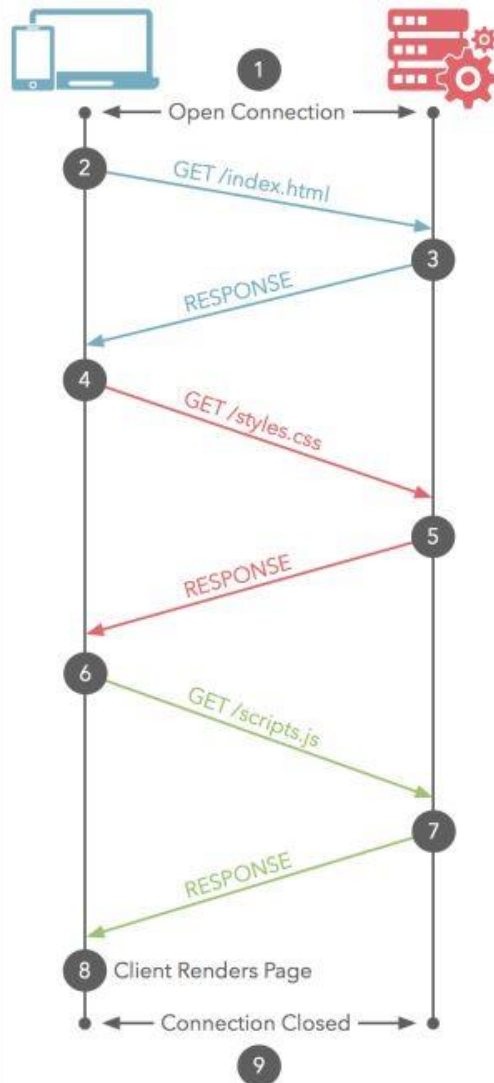 1
Open Connection
2
GET /index.html
3
RESPONSE
4
GET /styles.css
5
RESPONSE
6
GET /scripts.js
7
RESPONSE
8 Client Renders Page
Connection Closed
9